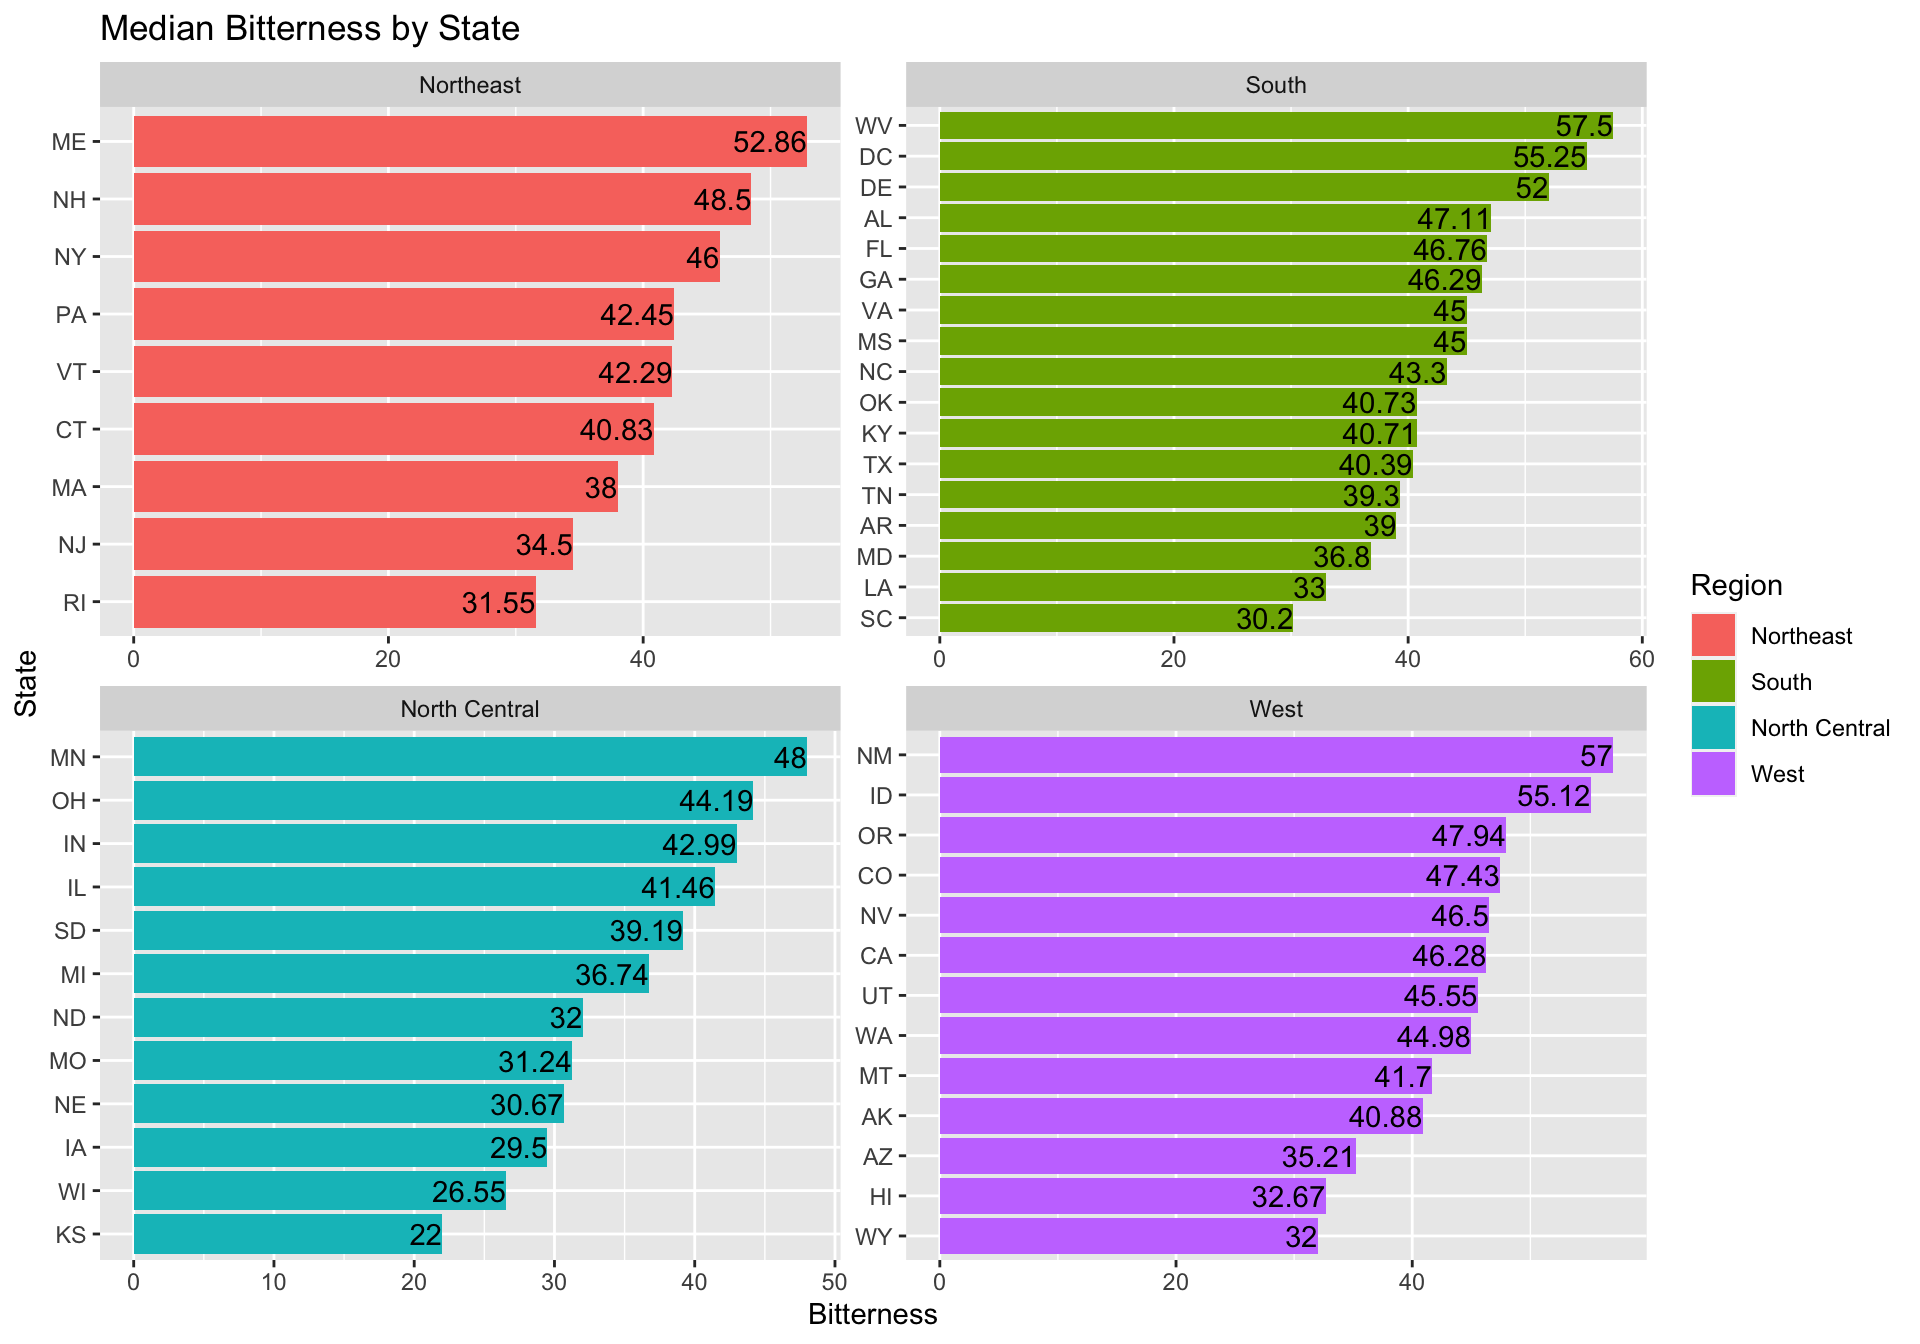 Median Bitterness by State
Northeast
ME 52.86
NH 48.5
NY 46
PA 42.45
VT 42.29
CT 40.83
MA 38
NJ 34.5
RI 31.55
0 20 40
South
WV 57.5
DC 55.25
DE 52
AL 47.11
FL 46.76
GA 46.29
VA 45
MS 45
NC 43.3
OK 40.73
KY 40.71
TX 40.39
TN 39.3
AR 39
MD 36.8
LA 33
SC 30.2
0 20 40 60
State
North Central
MN 48
OH 44.19
IN 42.99
IL 41.46
SD 39.19
MI 36.74
ND 32
MO 31.24
NE 30.67
IA 29.5
WI 26.55
KS 22
0 10 20 30 40 50
West
NM 57
ID 55.12
OR 47.94
CO 47.43
NV 46.5
CA 46.28
UT 45.55
WA 44.98
MT 41.7
AK 40.88
AZ 35.21
HI 32.67
WY 32
0 20 40
Bitterness
Region
Northeast
South
North Central
West